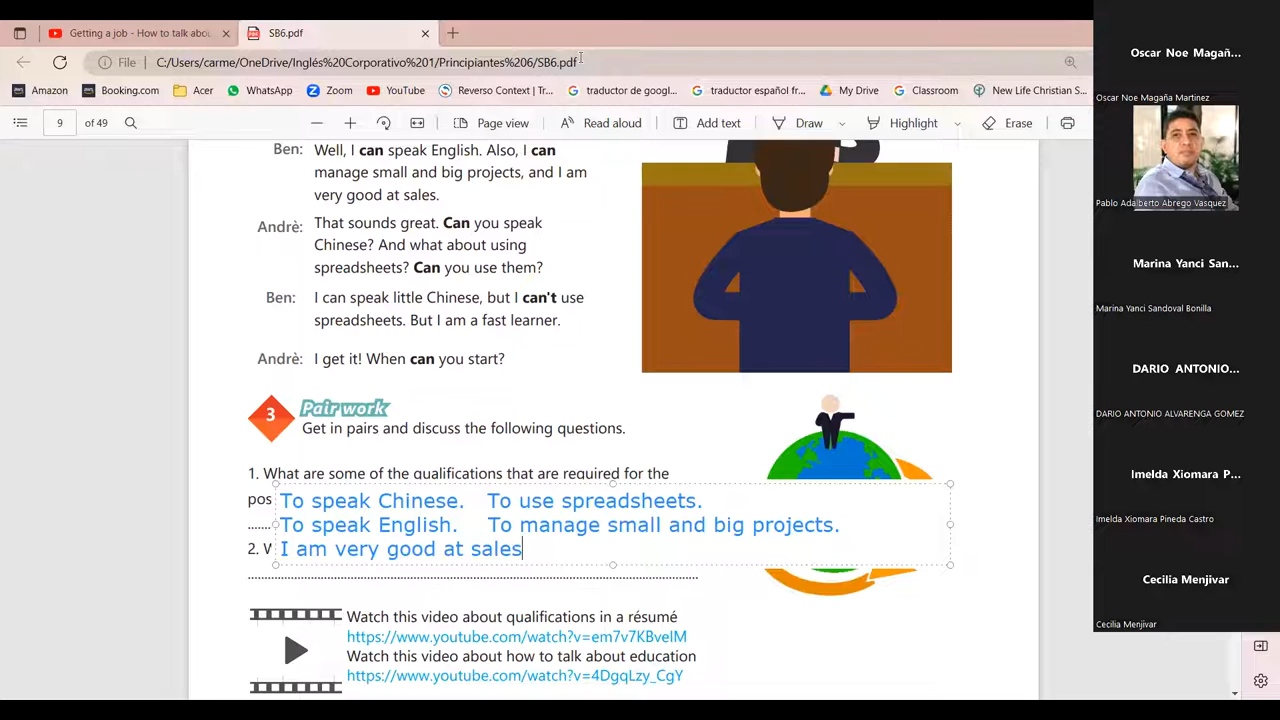 Getting a job - How to talk abou
SB6.pdf
File
C:/Users/carme/OneDrive/Inglés%20Corporativo%201/Principiantes%206/SB6.pdf
Amazon
Booking.com
Acer
WhatsApp
Zoom
YouTube
Reverso Context | Tr...
traductor de googl...
traductor español fr...
My Drive
Classroom
New Life Christian S...
9 of 49
Page view
Read aloud
Add text
Draw
Highlight
Erase
Ben: Well, I can speak English. Also, I can
manage small and big projects, and I am
very good at sales.
Andrè: That sounds great. Can you speak
Chinese? And what about using
spreadsheets? Can you use them?
Ben: I can speak little Chinese, but I can't use
spreadsheets. But I am a fast learner.
Andrè: I get it! When can you start?
3 Pair work
Get in pairs and discuss the following questions.
1. What are some of the qualifications that are required for the
pos
To speak Chinese. To use spreadsheets.
To speak English. To manage small and big projects.
2. W
I am very good at sales
Watch this video about qualifications in a résumé
https://www.youtube.com/watch?v=em7v7KBveIM
Watch this video about how to talk about education
https://www.youtube.com/watch?v=4DgqLzy_CgY
Oscar Noe Magañ...
Oscar Noe Magaña Martinez
Pablo Adalberto Abrego Vasquez
Marina Yanci San...
Marina Yanci Sandoval Bonilla
DARIO ANTONIO...
DARIO ANTONIO ALVARENGA GOMEZ
Imelda Xiomara P...
Imelda Xiomara Pineda Castro
Cecilia Menjivar
Cecilia Menjivar